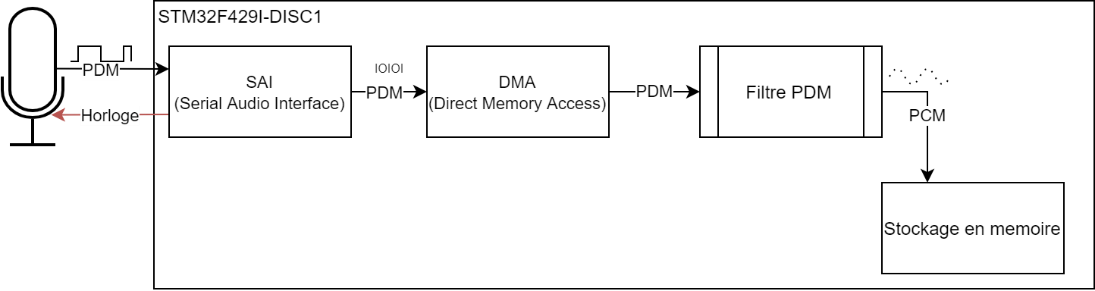 STM32F429I-DISC1
PDM
Horloge
SAI
(Serial Audio Interface)
IOIOI
PDM
DMA
(Direct Memory Access)
PDM
Filtre PDM
PCM
Stockage en memoire